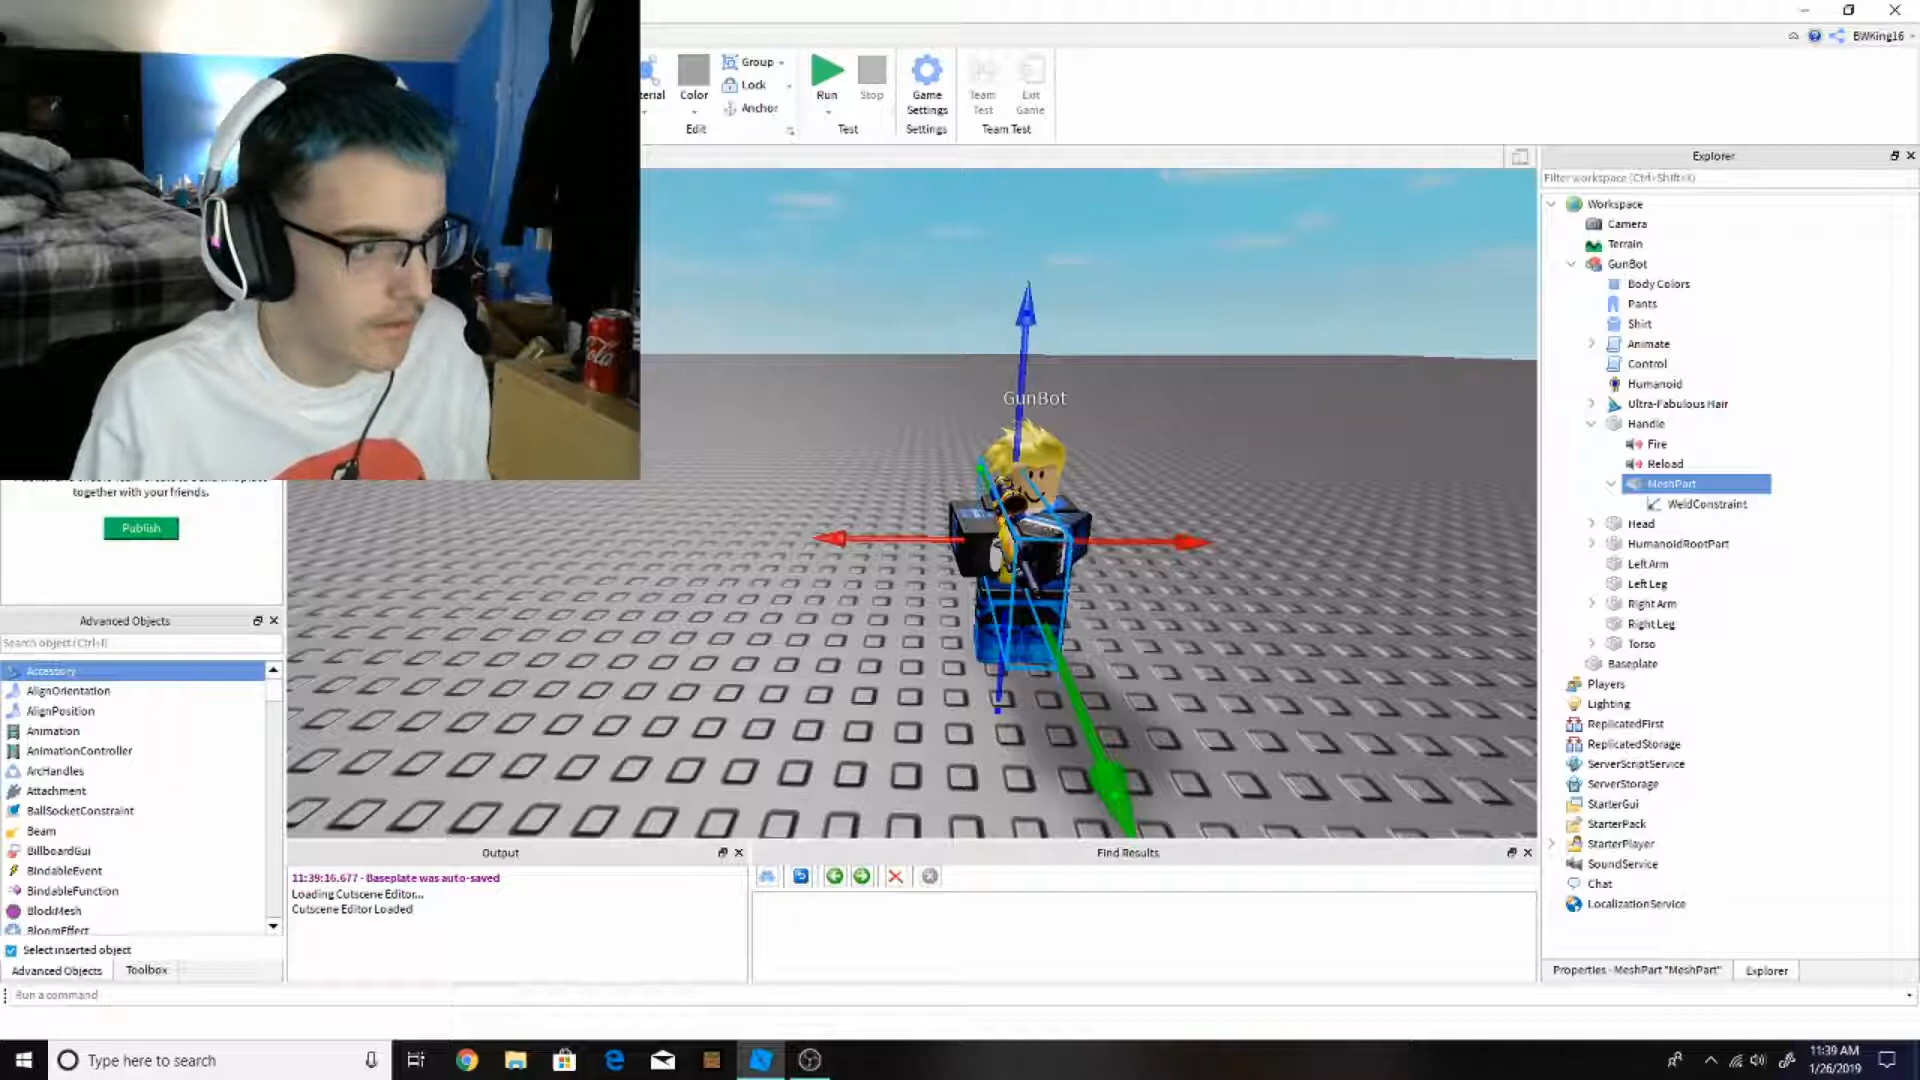 BWKing16
Group
Lock
Anchor
erial
Color
Edit
Run
Stop
Test
Game
Settings
Settings
Team
Test
Exit
Game
Team Test
Coca-Cola
together with your friends.
Publish
Advanced Objects
Search object (Ctrl+I)
Accessory
AlignOrientation
AlignPosition
Animation
AnimationController
ArcHandles
Attachment
BallSocketConstraint
Beam
BillboardGui
BindableEvent
BindableFunction
BlockMesh
BloomEffect
Select inserted object
Advanced Objects
Toolbox
Run a command
GunBot
Output
11:39:16.677 - Baseplate was auto-saved
Loading Cutscene Editor...
Cutscene Editor Loaded
Find Results
Explorer
Filter workspace (Ctrl+Shift+X)
Workspace
Camera
Terrain
GunBot
Body Colors
Pants
Shirt
Animate
Control
Humanoid
Ultra-Fabulous Hair
Handle
Fire
Reload
MeshPart
WeldConstraint
Head
HumanoidRootPart
Left Arm
Left Leg
Right Arm
Right Leg
Torso
Baseplate
Players
Lighting
ReplicatedFirst
ReplicatedStorage
ServerScriptService
ServerStorage
StarterGui
StarterPack
StarterPlayer
SoundService
Chat
LocalizationService
Properties - MeshPart "MeshPart"
Explorer
Type here to search
11:39 AM
1/26/2019